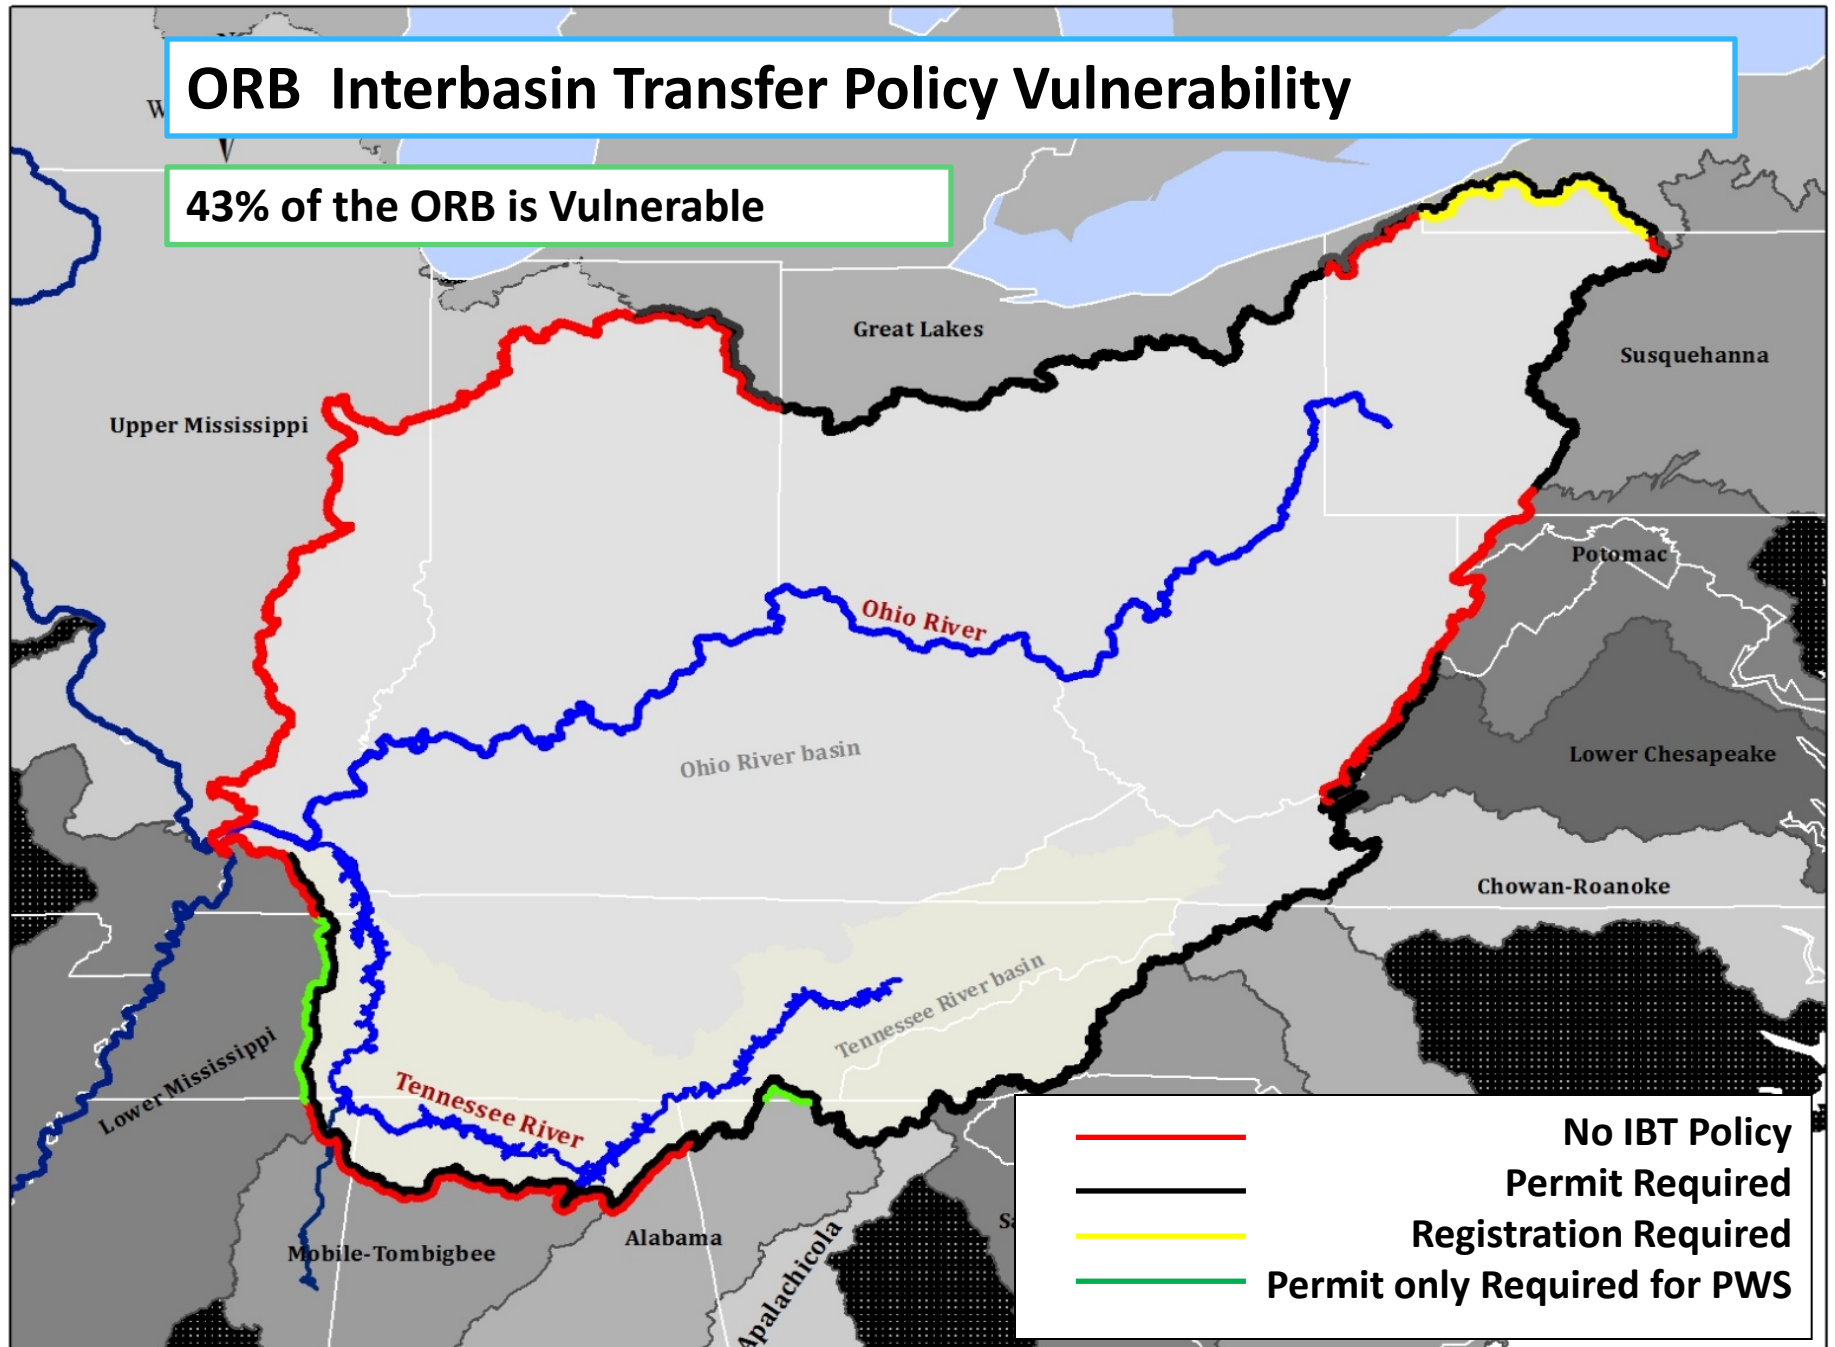 ORB Interbasin Transfer Policy Vulnerability
43% of the ORB is Vulnerable
Great Lakes
Susquehanna
Upper Mississippi
Potomac
Ohio River
Lower Chesapeake
Ohio River basin
Chowan-Roanoke
Tennessee River basin
Lower Mississippi
Tennessee River
Alabama
Mobile-Tombigbee
Apalachicola
No IBT Policy
Permit Required
Registration Required
Permit only Required for PWS